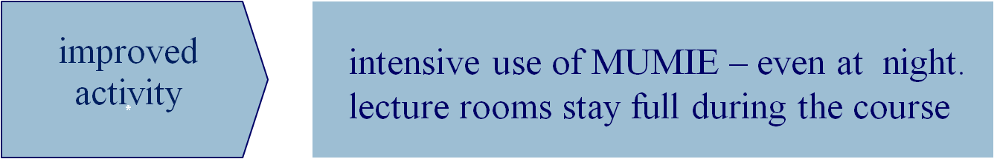 improved
activity
*
intensive use of MUMIE – even at night.
lecture rooms stay full during the course